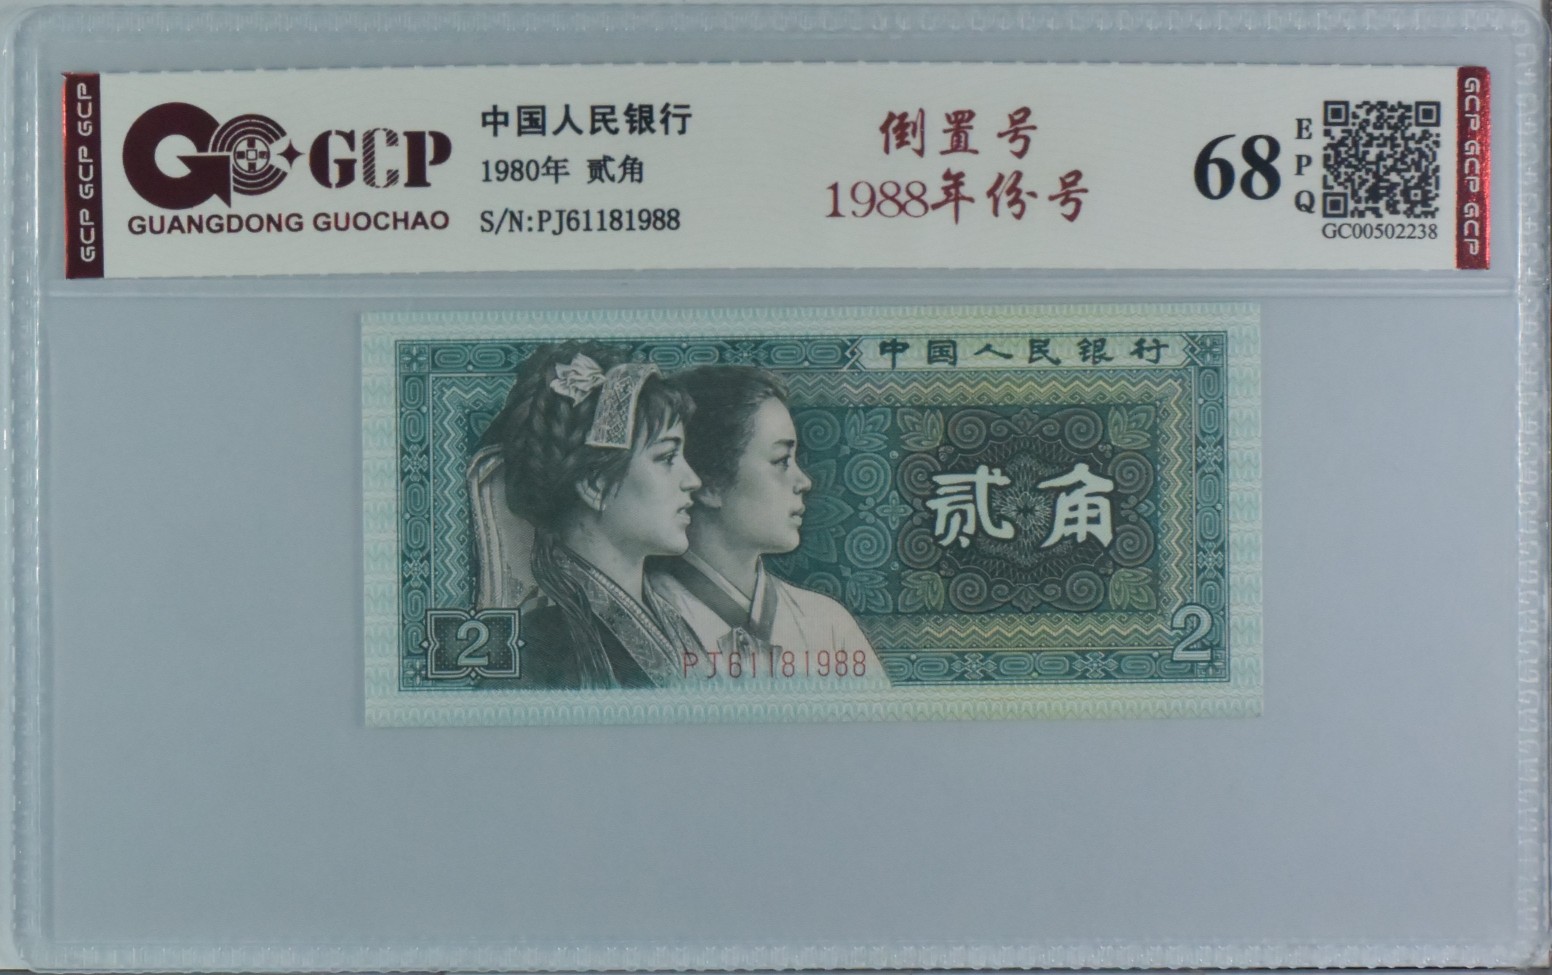 GCP GCP GCP
GCP
GUANGDONG GUOCHAO
中国人民银行
1980年 贰角
S/N:PJ61181988
倒置号
1988年份号
68
EPQ
GC00502238
GCP GCP GCP
中国人民银行
贰角
2
PJ61181988
2